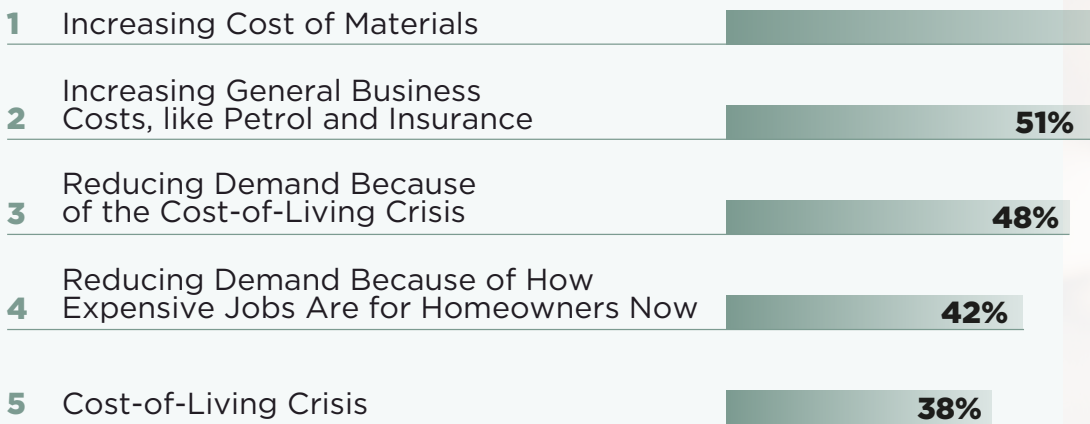 1 Increasing Cost of Materials
Increasing General Business
2 Costs, like Petrol and Insurance 51%
Reducing Demand Because
3 of the Cost-of-Living Crisis 48%
Reducing Demand Because of How
4 Expensive Jobs Are for Homeowners Now 42%
5 Cost-of-Living Crisis 38%